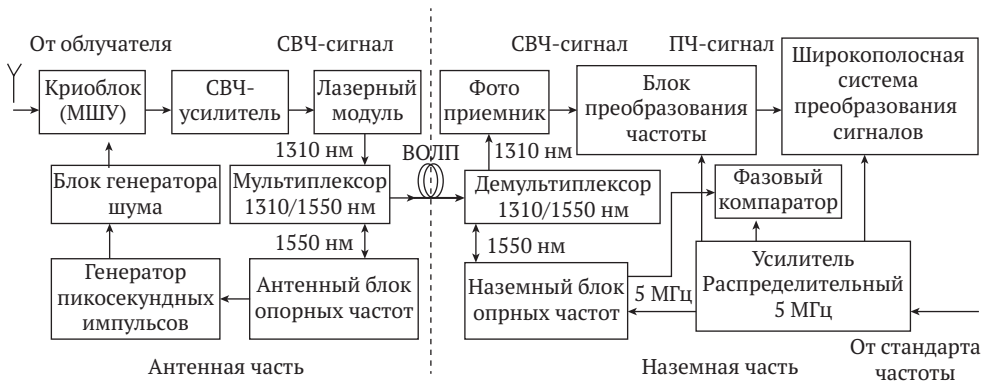 От облучателя
СВЧ-сигнал
СВЧ-сигнал
ПЧ-сигнал
Криоблок
(МШУ)
СВЧ-
усилитель
Лазерный
модуль
Фото
приемник
Блок
преобразования
частоты
Широкополосная
система
преобразования
сигналов
1310 нм
ВОЛП
1310 нм
Блок генератора
шума
Мультиплексор
1310/1550 нм
Демультиплексор
1310/1550 нм
Фазовый
компаратор
1550 нм
1550 нм
Генератор
пикосекундных
импульсов
Антенный блок
опорных частот
Наземный блок
опрных частот
5 МГц
Усилитель
Распределительный
5 МГц
От стандарта
частоты
Антенная часть
Наземная часть